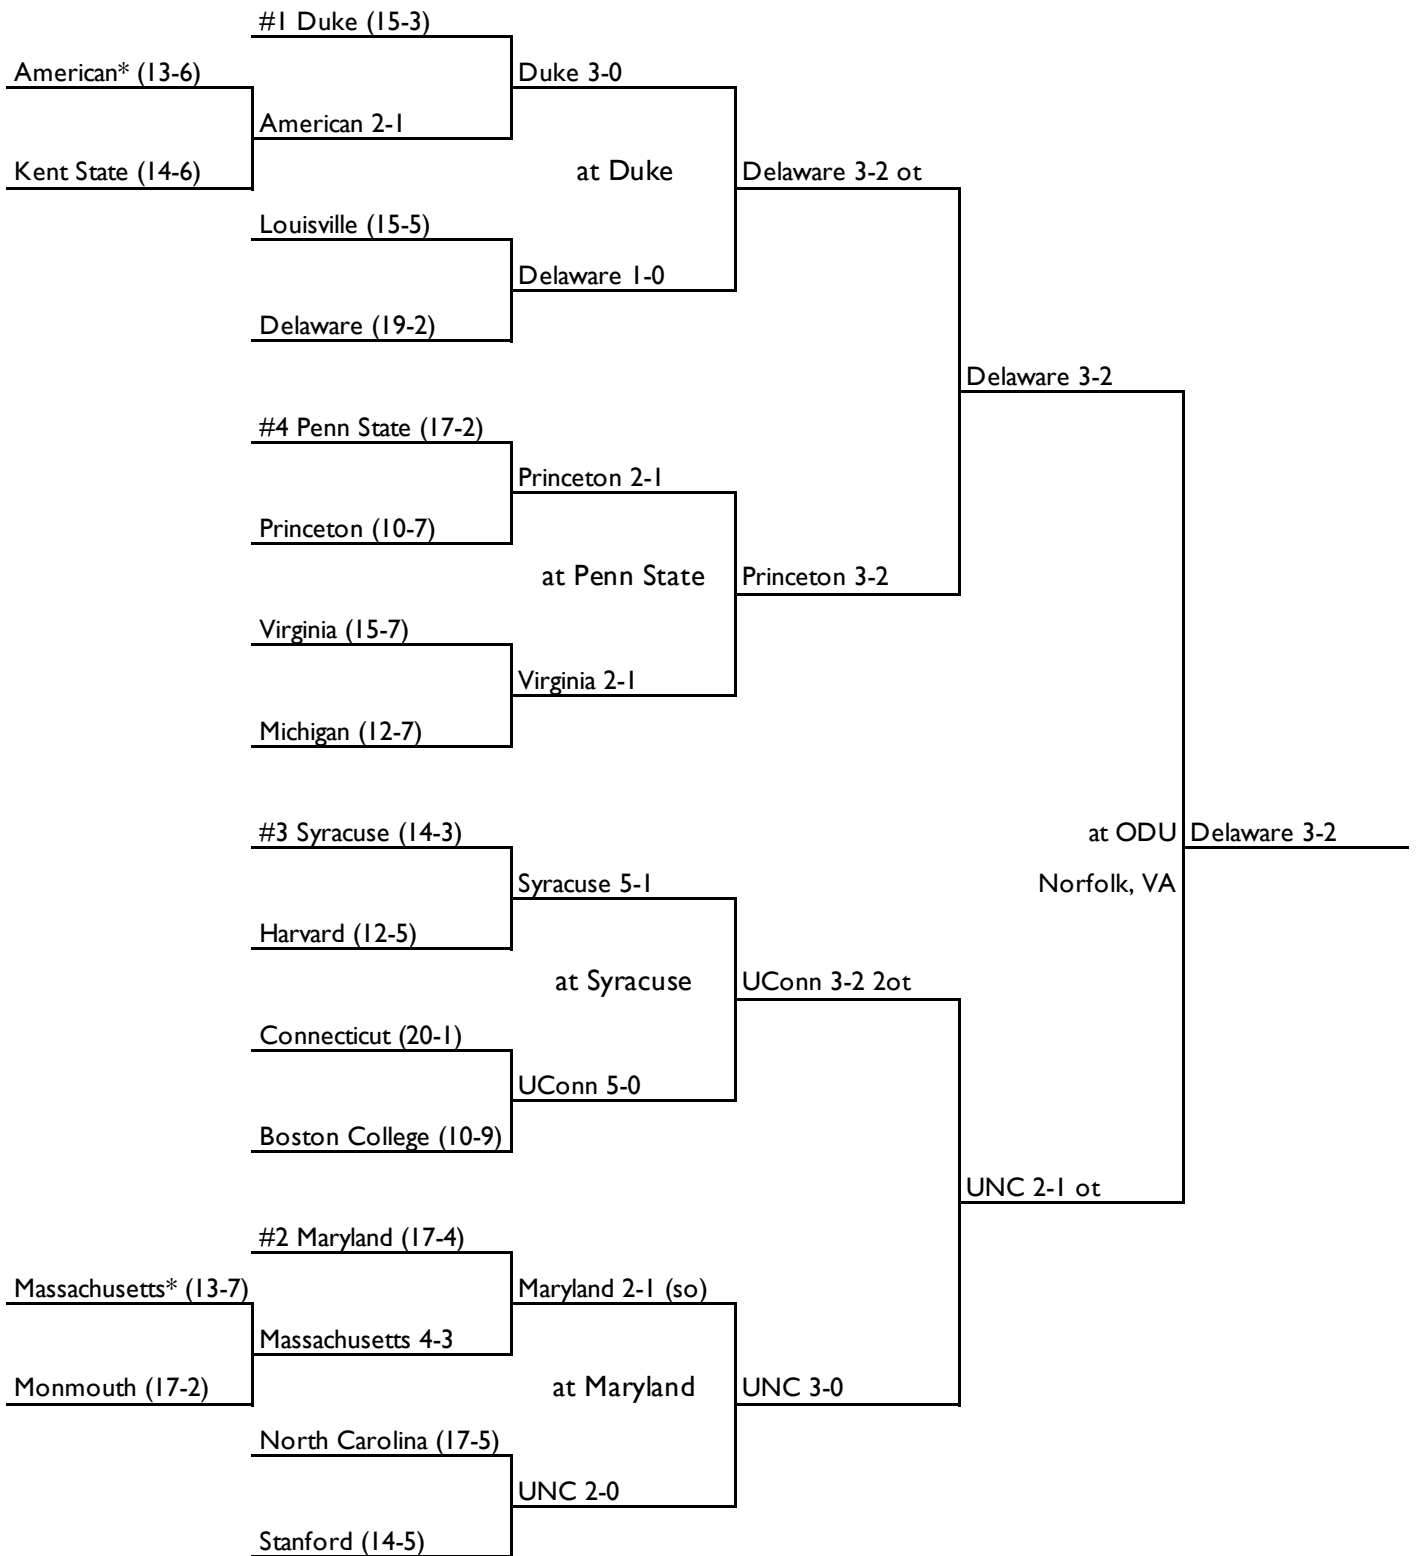 #1 Duke (15-3)
American* (13-6)
Duke 3-0
American 2-1
Kent State (14-6)
at Duke
Delaware 3-2 ot
Louisville (15-5)
Delaware 1-0
Delaware (19-2)
Delaware 3-2
#4 Penn State (17-2)
Princeton 2-1
Princeton (10-7)
at Penn State
Princeton 3-2
Virginia (15-7)
Virginia 2-1
Michigan (12-7)
#3 Syracuse (14-3)
at ODU
Delaware 3-2
Syracuse 5-1
Norfolk, VA
Harvard (12-5)
at Syracuse
UConn 3-2 2ot
Connecticut (20-1)
UConn 5-0
Boston College (10-9)
UNC 2-1 ot
#2 Maryland (17-4)
Massachusetts* (13-7)
Maryland 2-1 (so)
Massachusetts 4-3
Monmouth (17-2)
at Maryland
UNC 3-0
North Carolina (17-5)
UNC 2-0
Stanford (14-5)